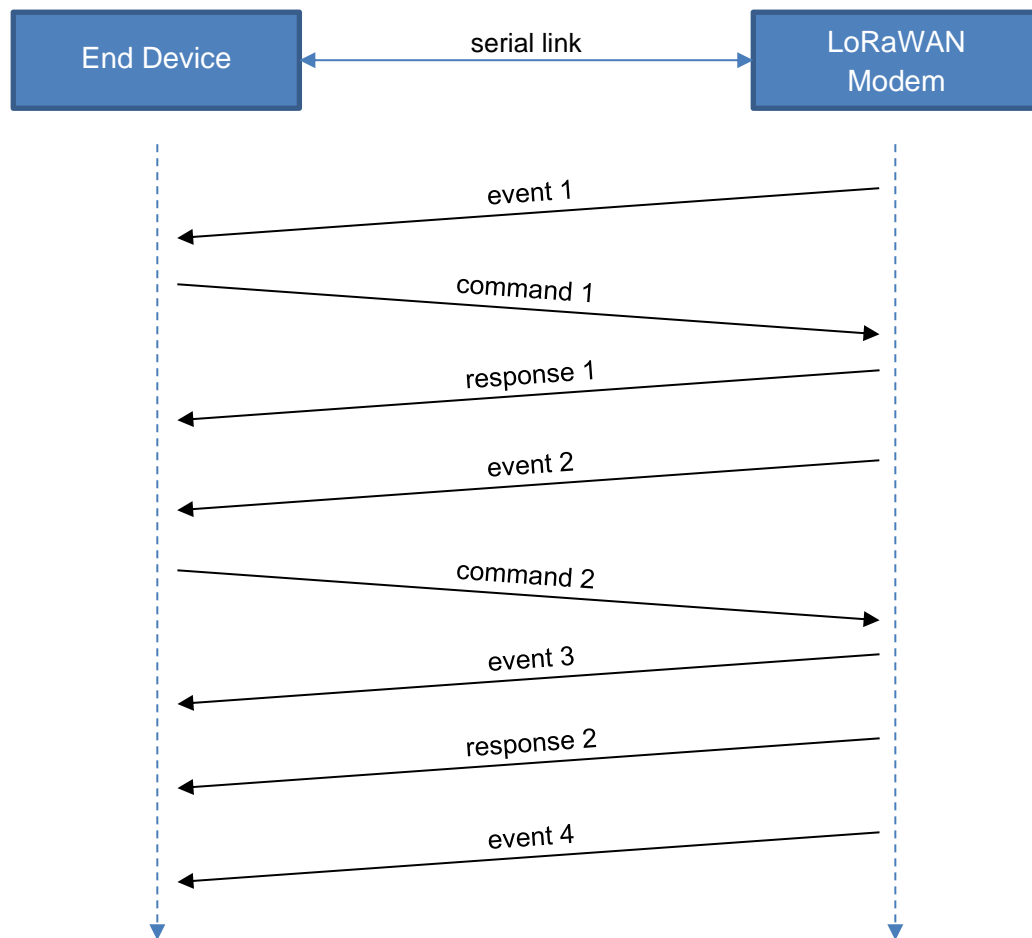 End Device
serial link
LoRaWAN
Modem
event 1
command 1
response 1
event 2
command 2
event 3
response 2
event 4